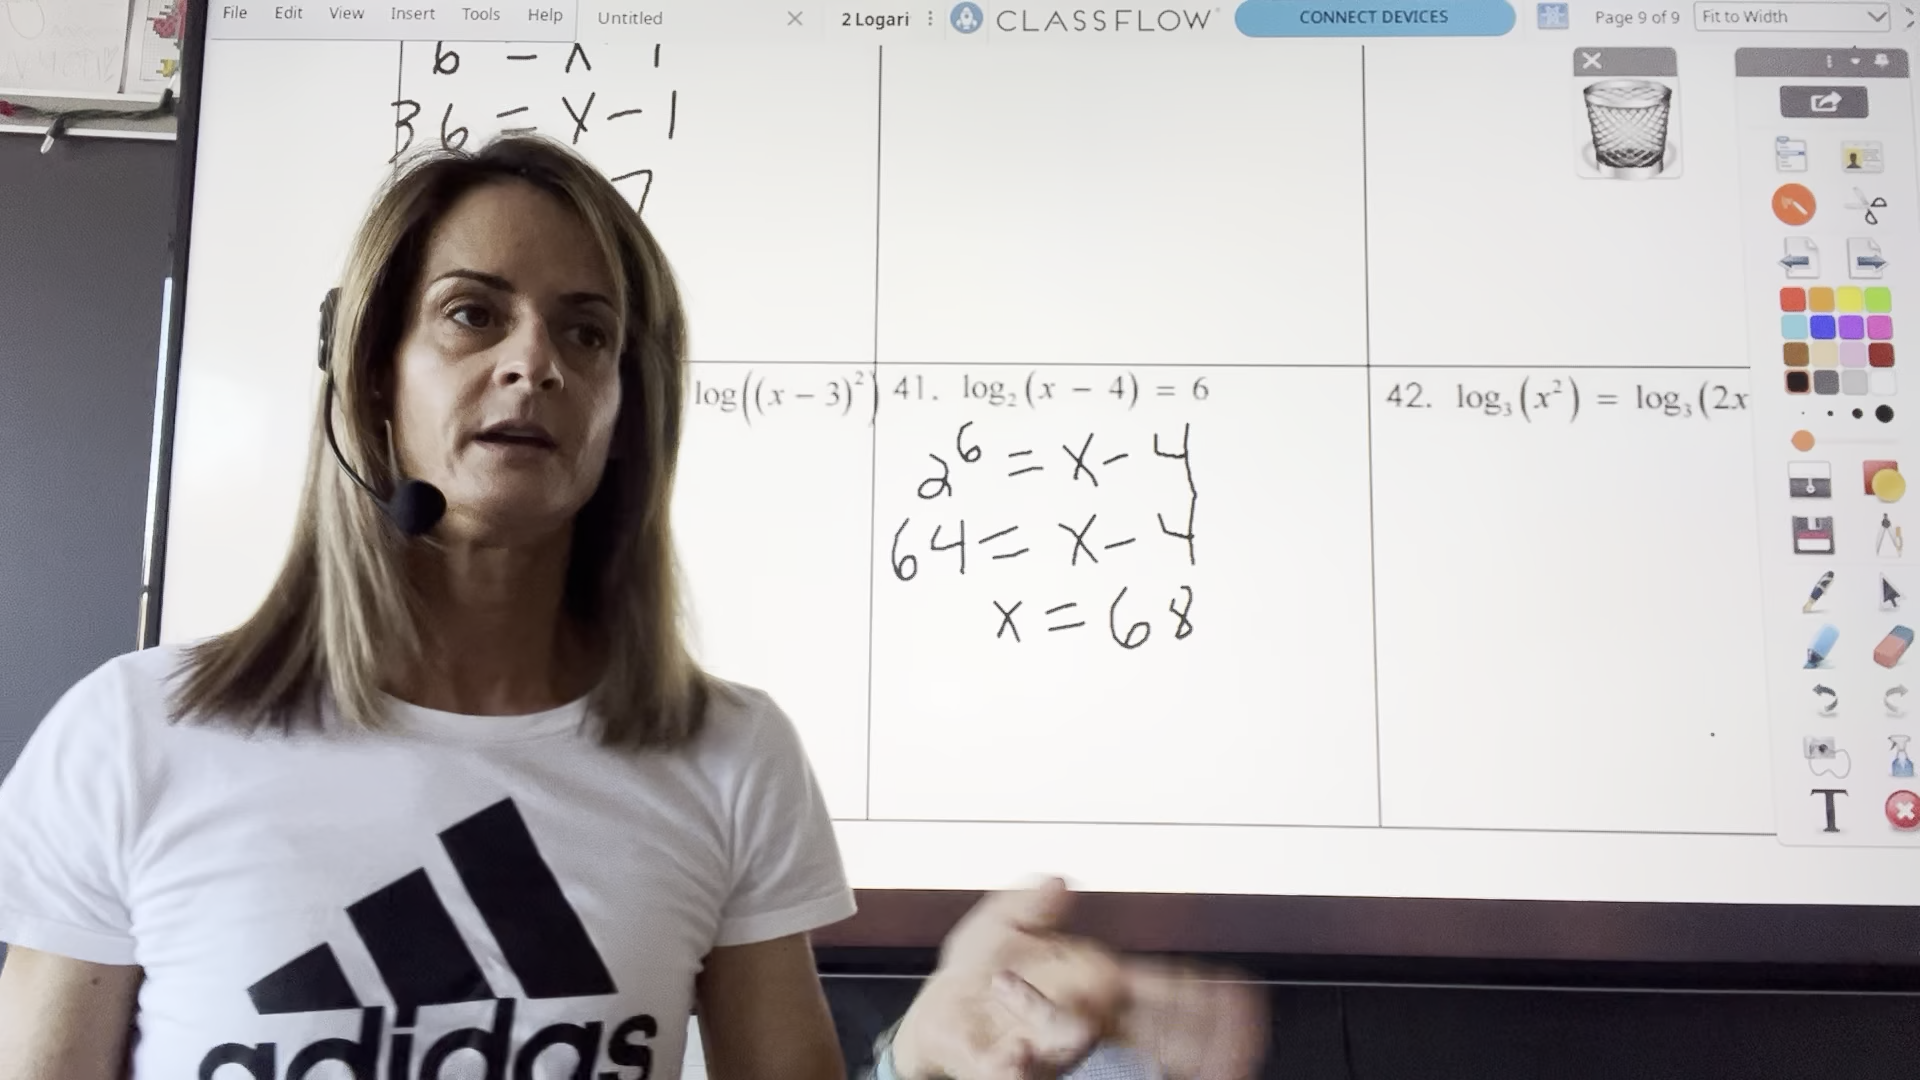 File Edit View Insert Tools Help Untitled 2 Logari CLASSFLOW CONNECT DEVICES Page 9 of 9 Fit to Width
36 = x - 1
7
log((x − 3)²)
41. log₂(x − 4) = 6
2⁶ = x - 4
64 = x - 4
x = 68
42. log₃(x²) = log₃(2x
T
adidas